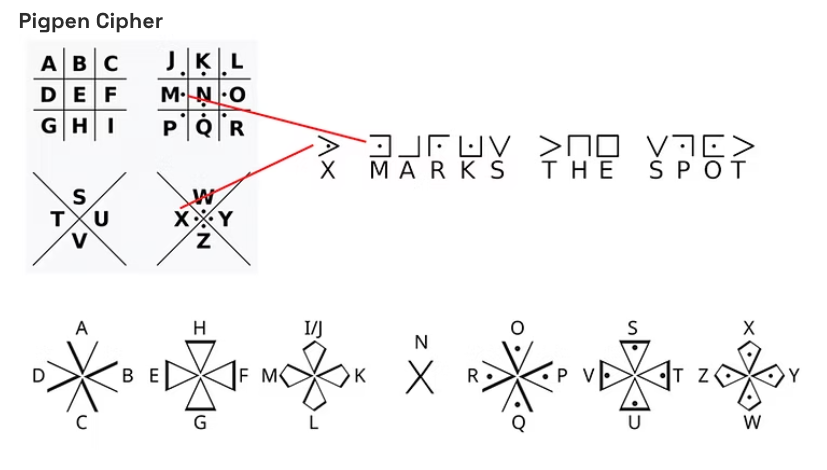 Pigpen Cipher
A B C J K L
D E F M N O
G H I P Q R
S W
T U X Y
V Z
X MARKS THE SPOT
A H I/J N O S X
D B E F M K R P V T Z Y
C G L Q U W